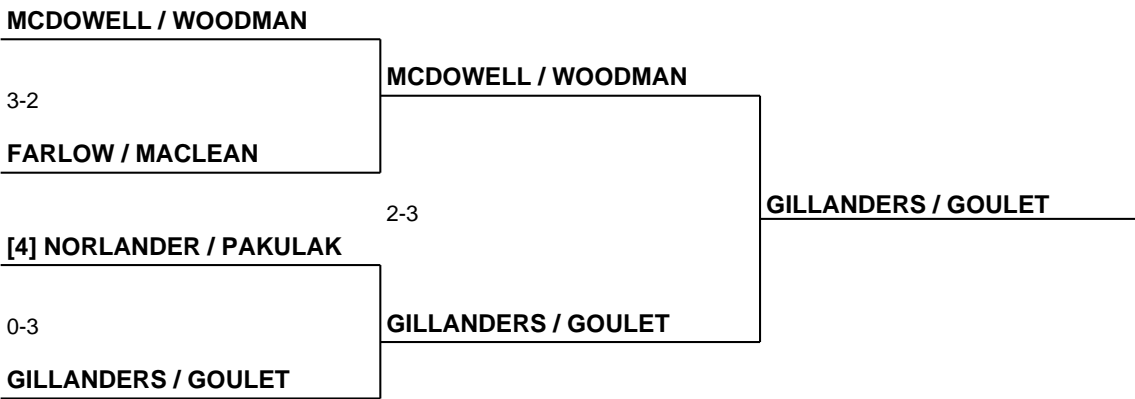 MCDOWELL / WOODMAN
MCDOWELL / WOODMAN
3-2
FARLOW / MACLEAN
GILLANDERS / GOULET
2-3
[4] NORLANDER / PAKULAK
GILLANDERS / GOULET
0-3
GILLANDERS / GOULET